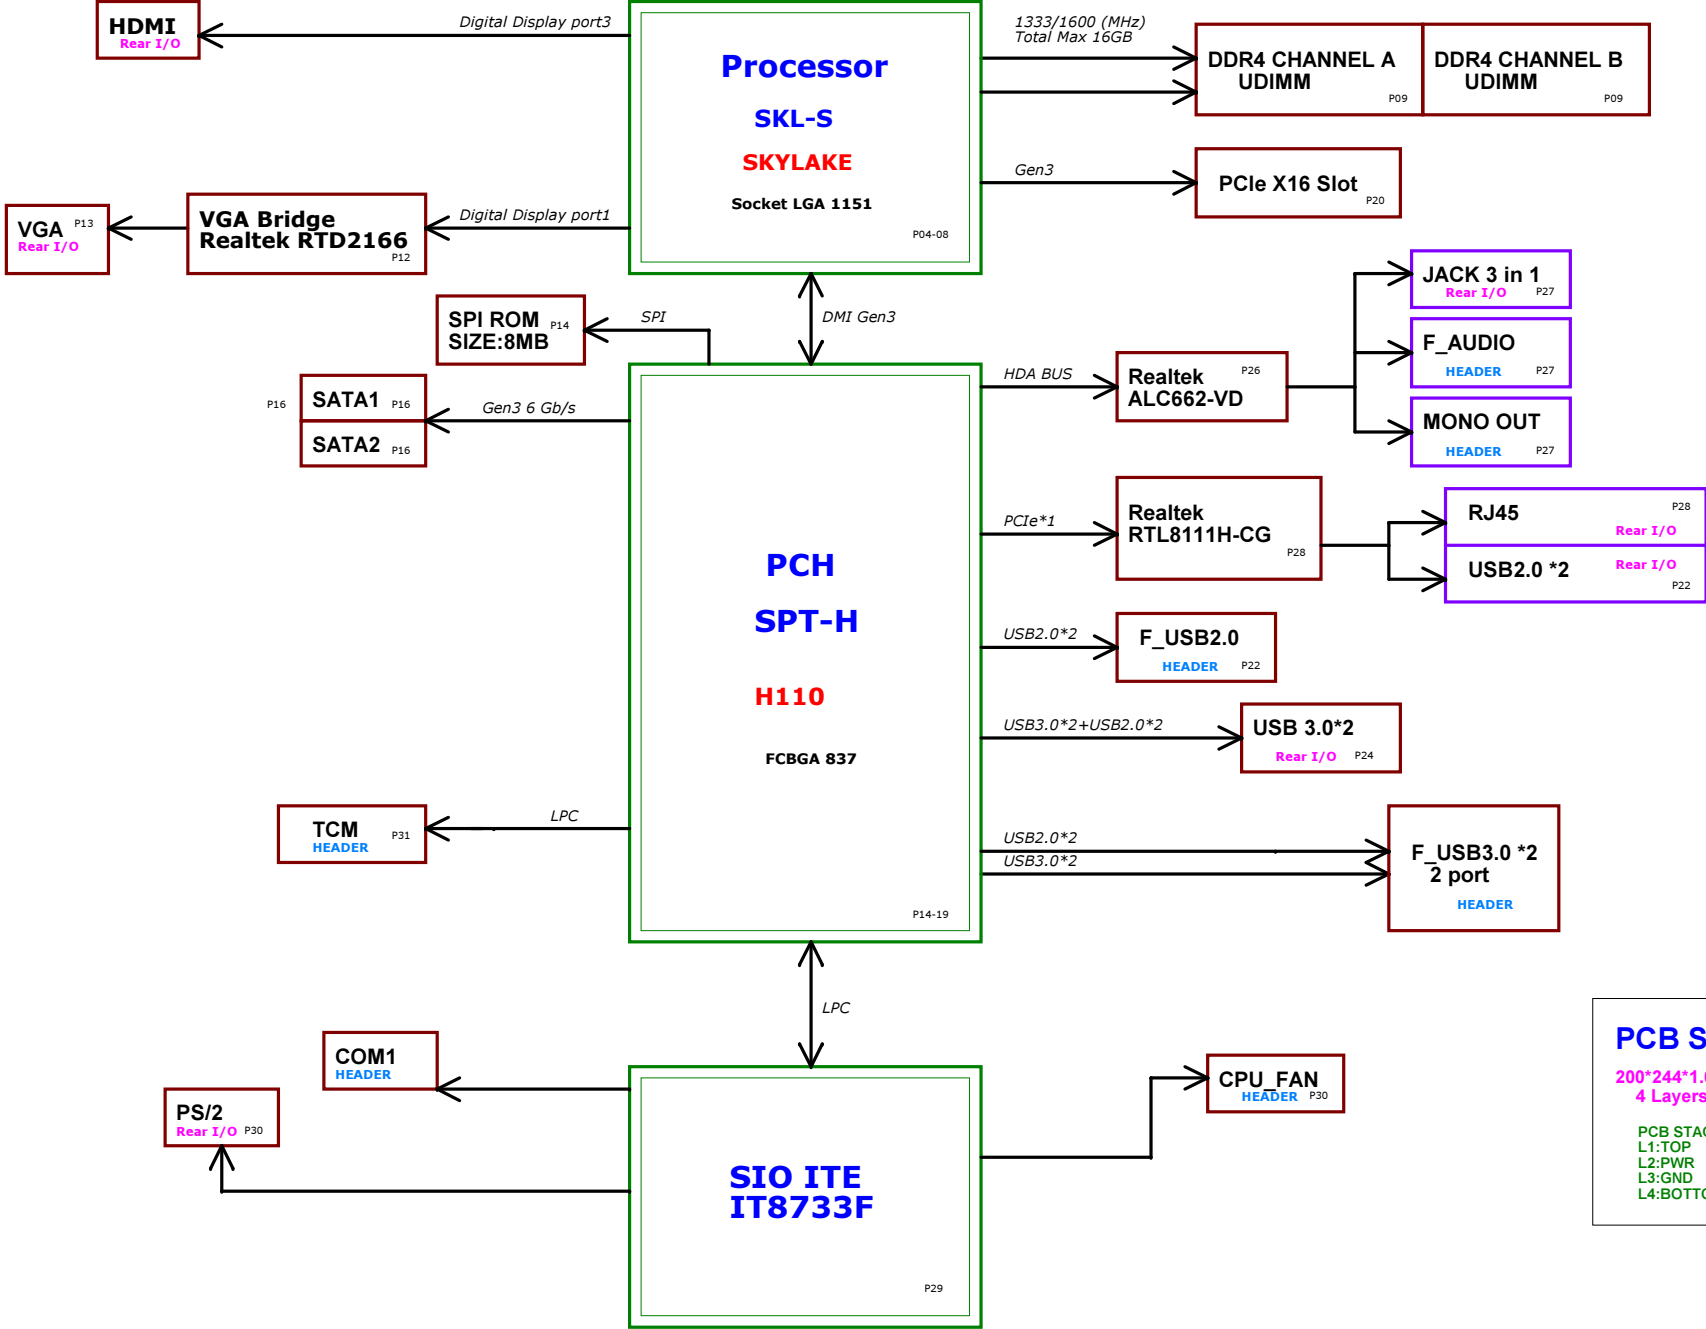 HDMI
Rear I/O
Digital Display port3
Processor
SKL-S
SKYLAKE
Socket LGA 1151
P04-08
1333/1600 (MHz)
Total Max 16GB
DDR4 CHANNEL A
UDIMM
P09
DDR4 CHANNEL B
UDIMM
P09
Gen3
PCIe X16 Slot
P20
VGA P13
Rear I/O
VGA Bridge
Realtek RTD2166
P12
Digital Display port1
SPI ROM P14
SIZE:8MB
SPI
DMI Gen3
JACK 3 in 1
Rear I/O P27
F_AUDIO
HEADER P27
MONO OUT
HEADER P27
HDA BUS
Realtek P26
ALC662-VD
P16
SATA1 P16
SATA2 P16
Gen3 6 Gb/s
PCH
SPT-H
H110
FCBGA 837
P14-19
PCIe*1
Realtek
RTL8111H-CG
P28
RJ45 P28
Rear I/O
USB2.0 *2 Rear I/O
P22
USB2.0*2
F_USB2.0
HEADER P22
USB3.0*2+USB2.0*2
USB 3.0*2
Rear I/O P24
TCM P31
HEADER
LPC
USB2.0*2
USB3.0*2
F_USB3.0 *2
2 port
HEADER
LPC
COM1
HEADER
PS/2
Rear I/O P30
CPU_FAN
HEADER P30
SIO ITE
IT8733F
P29
PCB S
200*244*1.
4 Layers
PCB STA
L1:TOP
L2:PWR
L3:GND
L4:BOTT